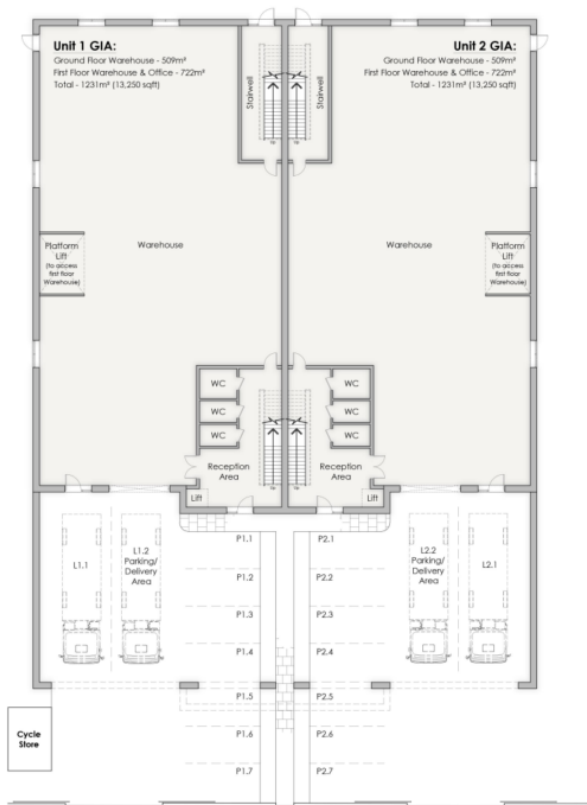 Unit 1 GIA:
Ground Floor Warehouse - 509m²
First Floor Warehouse & Office - 722m²
Total - 1231m² (13,250 sqft)
Unit 2 GIA:
Ground Floor Warehouse - 509m²
First Floor Warehouse & Office - 722m²
Total - 1231m² (13,250 sqft)
Stairwell
Stairwell
Platform
Lift
(to access
first floor
Warehouse)
Warehouse
Warehouse
Platform
Lift
(to access
first floor
Warehouse)
WC
WC
WC
WC
WC
WC
Reception
Area
Reception
Area
Lift
Lift
L1.1
L1.2
Parking/
Delivery
Area
P1.1
P2.1
L2.2
Parking/
Delivery
Area
L2.1
P1.2
P2.2
P1.3
P2.3
P1.4
P2.4
P1.5
P2.5
P1.6
P2.6
P1.7
P2.7
Cycle
Store